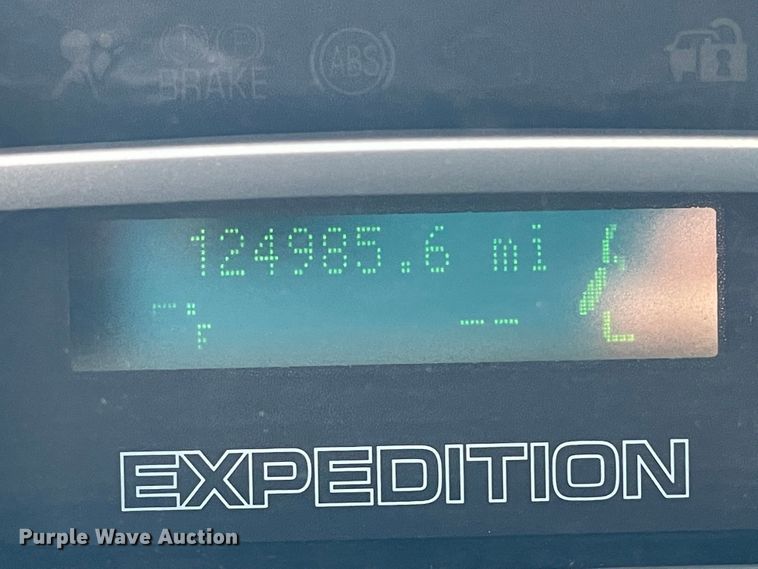 (!) (P)
BRAKE
(ABS)
124985.6 mi
-- °F --
EXPEDITION
Purple Wave Auction